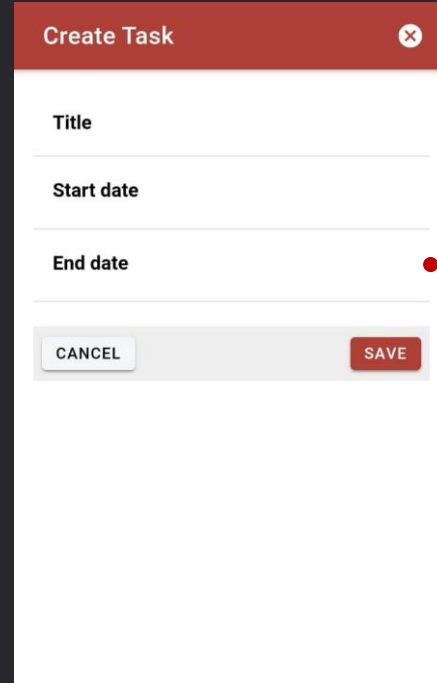 Create Task
Title
Start date
End date
CANCEL
SAVE